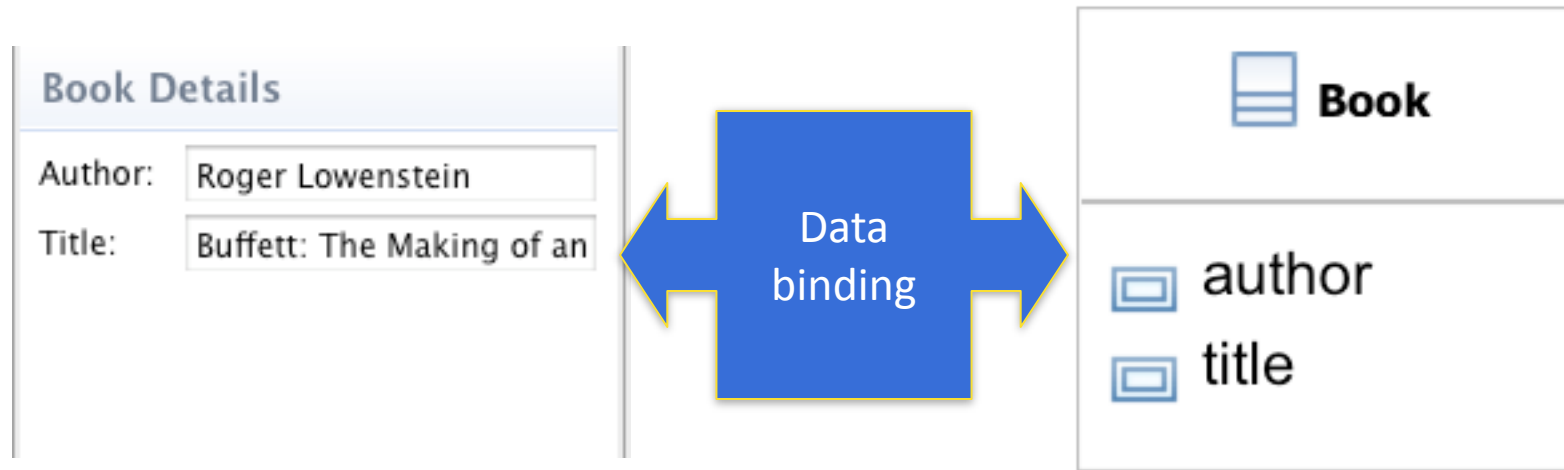 Book Details
Author: Roger Lowenstein
Title: Buffett: The Making of an
Data
binding
Book
author
title